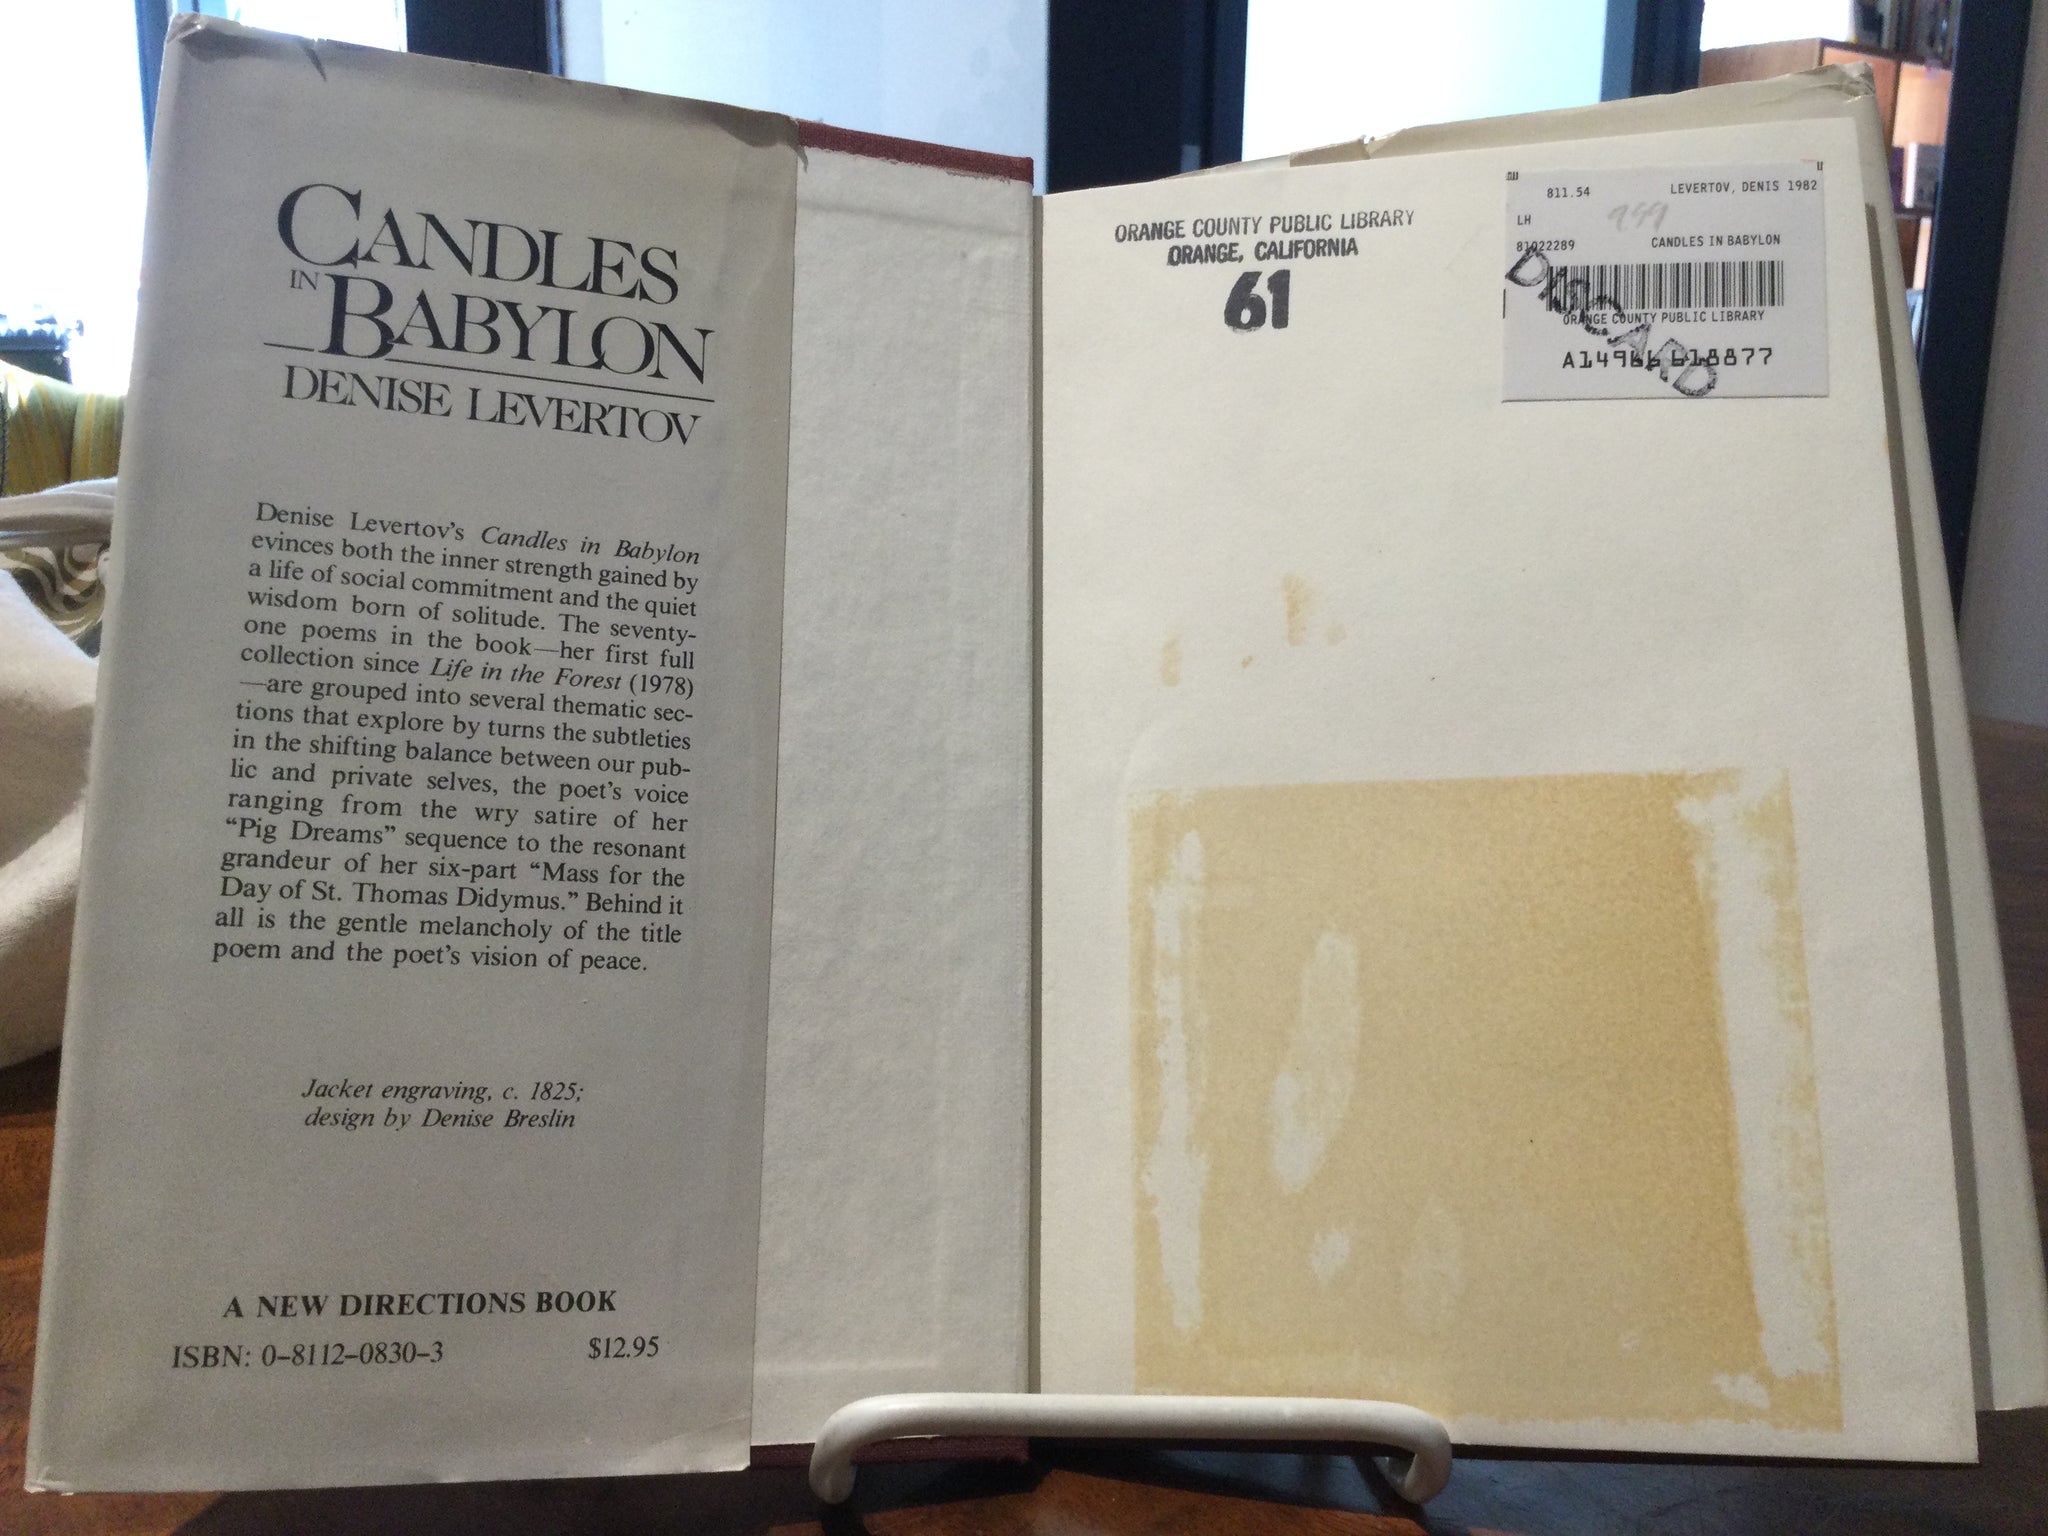 CANDLES
IN BABYLON
DENISE LEVERTOV
Denise Levertov's Candles in Babylon
evinces both the inner strength gained by
a life of social commitment and the quiet
wisdom born of solitude. The seventy-
one poems in the book—her first full
collection since Life in the Forest (1978)
—are grouped into several thematic sec-
tions that explore by turns the subtleties
in the shifting balance between our pub-
lic and private selves, the poet's voice
ranging from the wry satire of her
“Pig Dreams” sequence to the resonant
grandeur of her six-part “Mass for the
Day of St. Thomas Didymus.” Behind it
all is the gentle melancholy of the title
poem and the poet's vision of peace.
Jacket engraving, c. 1825;
design by Denise Breslin
A NEW DIRECTIONS BOOK
ISBN: 0–8112–0830–3 $12.95
ORANGE COUNTY PUBLIC LIBRARY
ORANGE, CALIFORNIA
61
811.54 LEVERTOV, DENIS 1982
LH
81022289 CANDLES IN BABYLON
DISCARD
ORANGE COUNTY PUBLIC LIBRARY